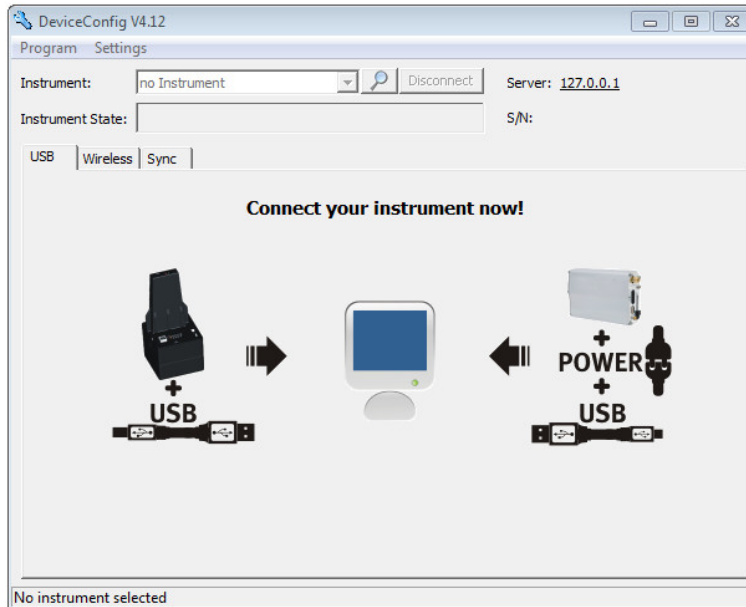 DeviceConfig V4.12
Program Settings
Instrument: no Instrument Disconnect Server: 127.0.0.1
Instrument State: S/N:
USB Wireless Sync
Connect your instrument now!
+
USB
+
POWER
+
USB
No instrument selected